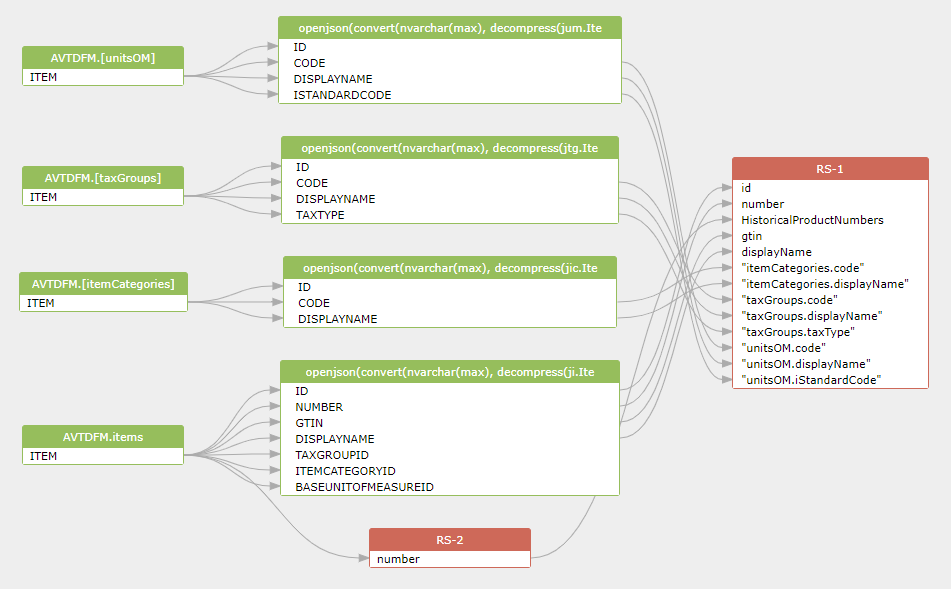 AVTDFM.[unitsOM]
ITEM
openjson(convert(nvarchar(max), decompress(jum.Ite
ID
CODE
DISPLAYNAME
ISTANDARDCODE
AVTDFM.[taxGroups]
ITEM
openjson(convert(nvarchar(max), decompress(jtg.Ite
ID
CODE
DISPLAYNAME
TAXTYPE
AVTDFM.[itemCategories]
ITEM
openjson(convert(nvarchar(max), decompress(jic.Ite
ID
CODE
DISPLAYNAME
AVTDFM.items
ITEM
openjson(convert(nvarchar(max), decompress(ji.Ite
ID
NUMBER
GTIN
DISPLAYNAME
TAXGROUPID
ITEMCATEGORYID
BASEUNITOFMEASUREID
RS-2
number
RS-1
id
number
HistoricalProductNumbers
gtin
displayName
"itemCategories.code"
"itemCategories.displayName"
"taxGroups.code"
"taxGroups.displayName"
"taxGroups.taxType"
"unitsOM.code"
"unitsOM.displayName"
"unitsOM.iStandardCode"